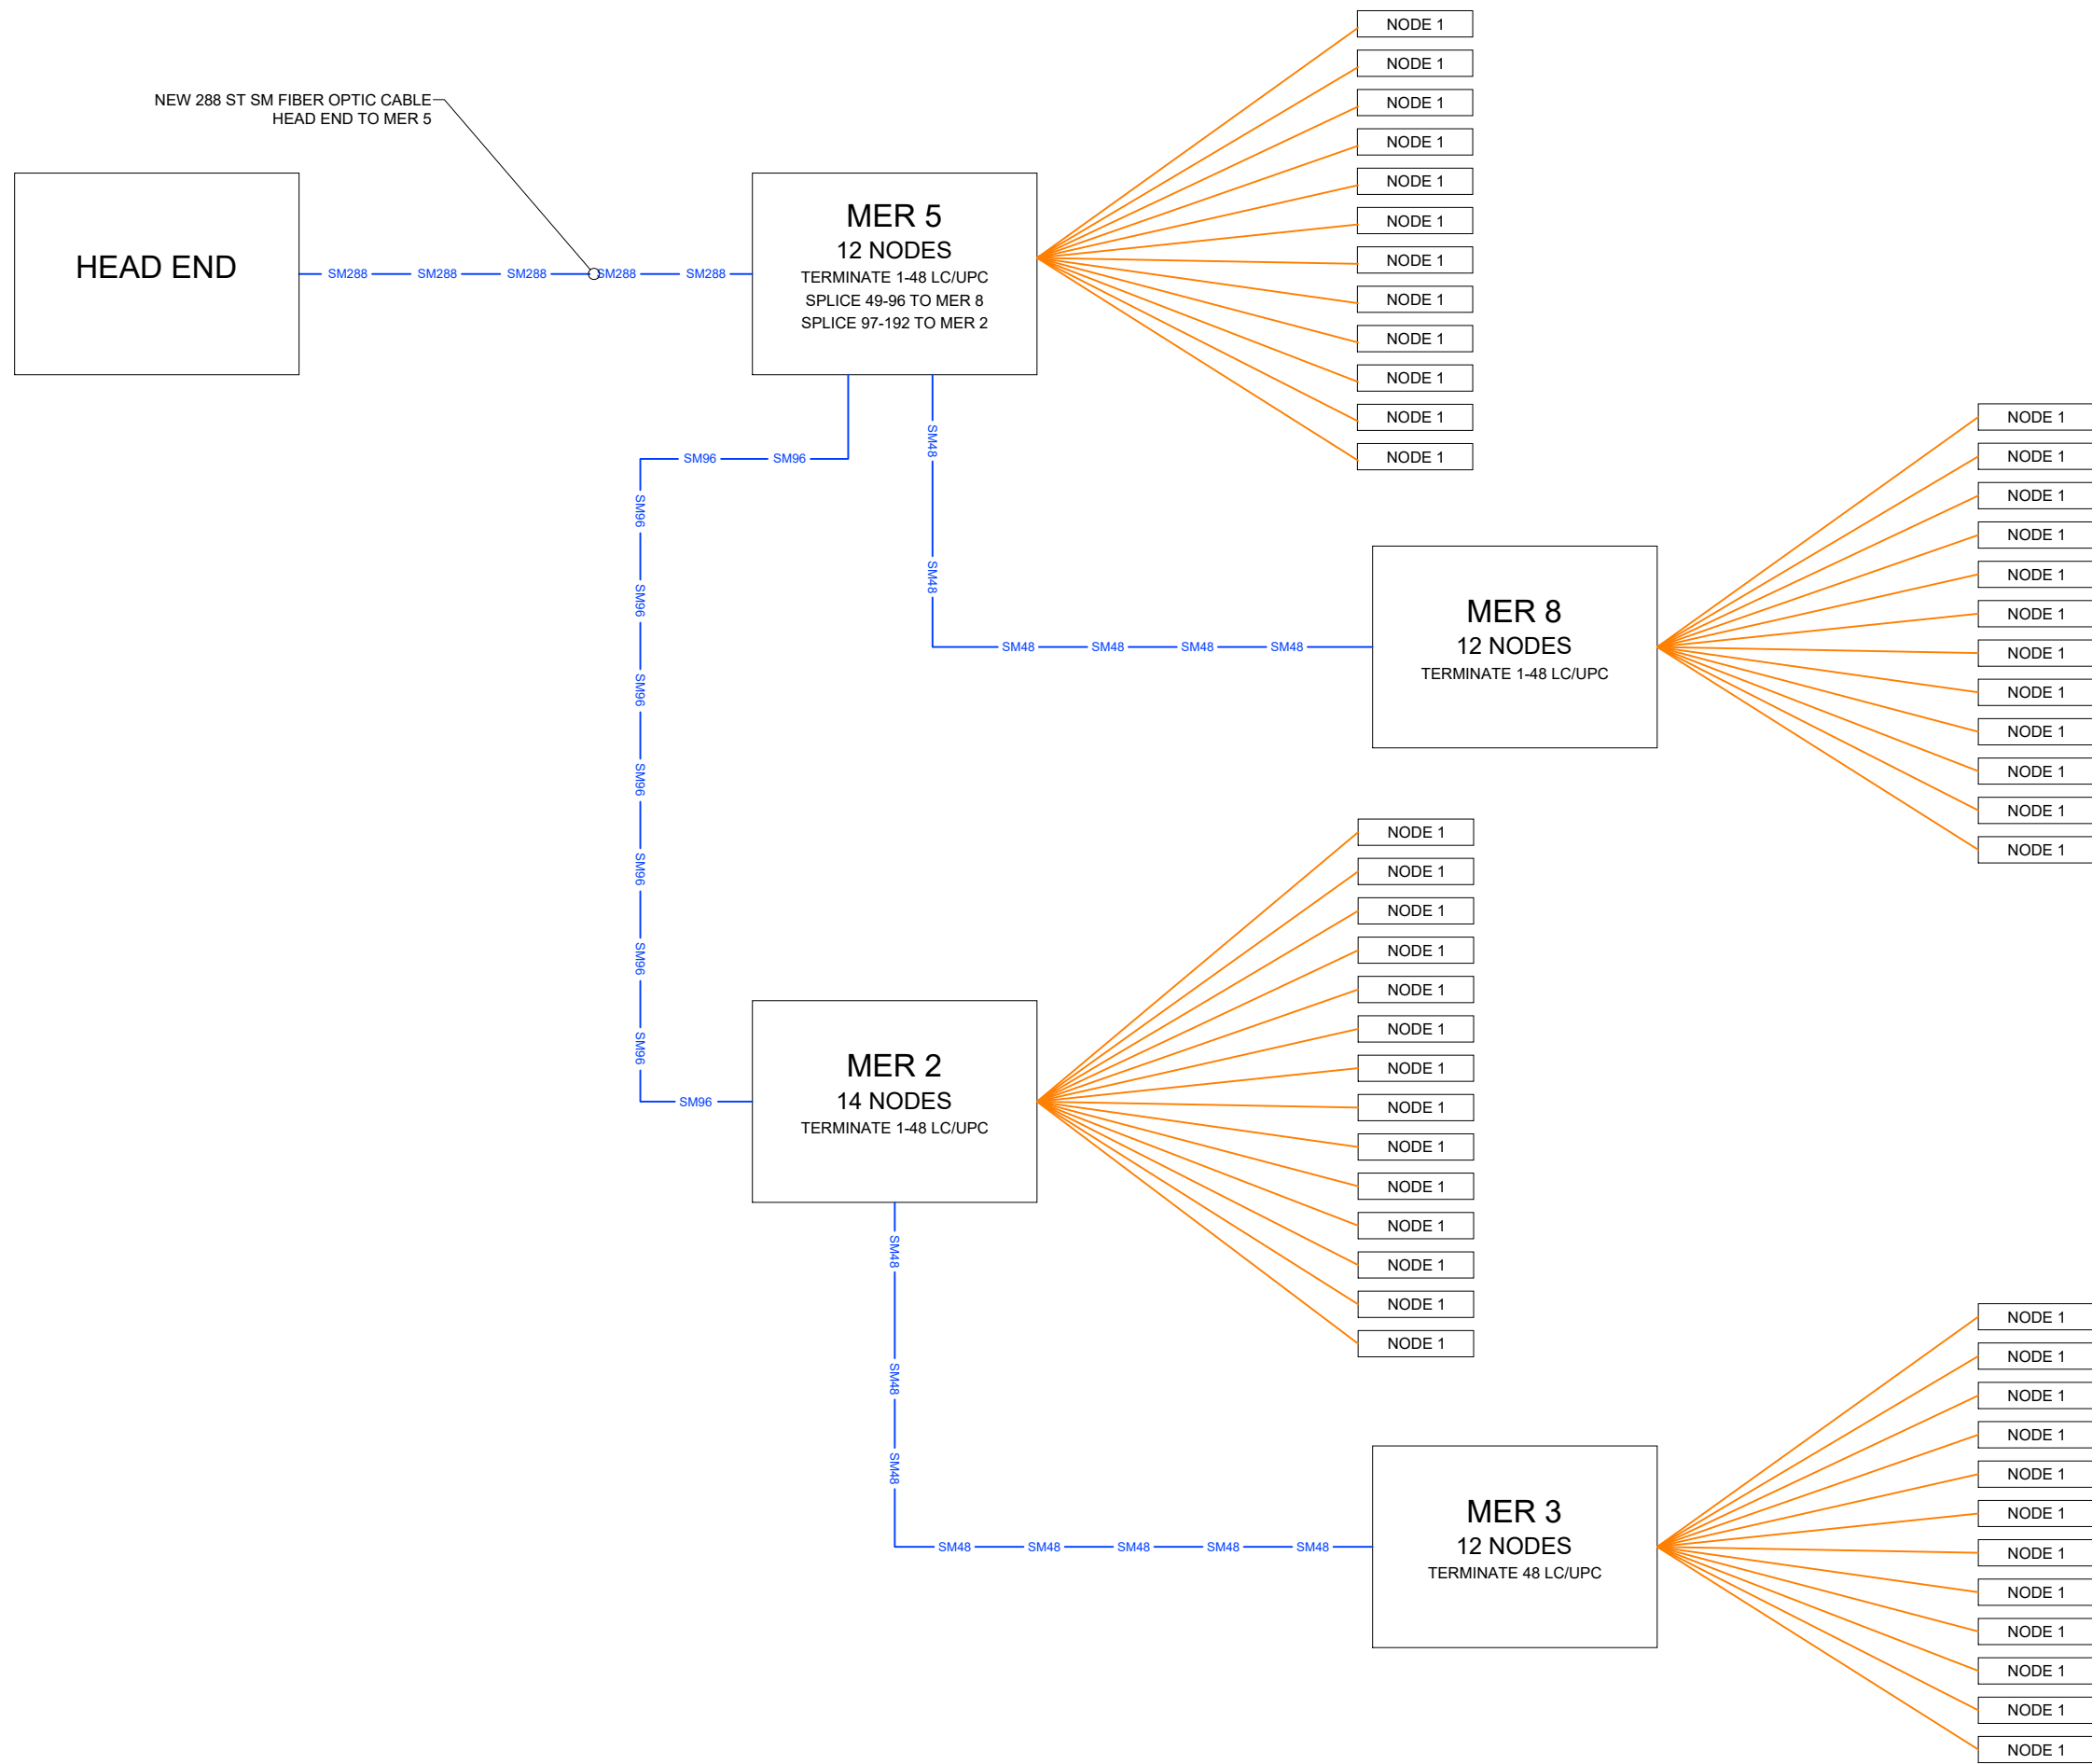 NEW 288 ST SM FIBER OPTIC CABLE
HEAD END TO MER 5
HEAD END
SM288
SM288
SM288
SM288
SM288
MER 5
12 NODES
TERMINATE 1-48 LC/UPC
SPLICE 49-96 TO MER 8
SPLICE 97-192 TO MER 2
NODE 1
NODE 1
NODE 1
NODE 1
NODE 1
NODE 1
NODE 1
NODE 1
NODE 1
NODE 1
NODE 1
NODE 1
SM48
SM48
SM48
SM48
SM48
SM48
MER 8
12 NODES
TERMINATE 1-48 LC/UPC
NODE 1
NODE 1
NODE 1
NODE 1
NODE 1
NODE 1
NODE 1
NODE 1
NODE 1
NODE 1
NODE 1
NODE 1
SM96
SM96
SM96
SM96
SM96
SM96
SM96
SM96
SM96
SM96
MER 2
14 NODES
TERMINATE 1-48 LC/UPC
NODE 1
NODE 1
NODE 1
NODE 1
NODE 1
NODE 1
NODE 1
NODE 1
NODE 1
NODE 1
NODE 1
NODE 1
NODE 1
NODE 1
SM48
SM48
SM48
SM48
SM48
SM48
SM48
SM48
MER 3
12 NODES
TERMINATE 48 LC/UPC
NODE 1
NODE 1
NODE 1
NODE 1
NODE 1
NODE 1
NODE 1
NODE 1
NODE 1
NODE 1
NODE 1
NODE 1